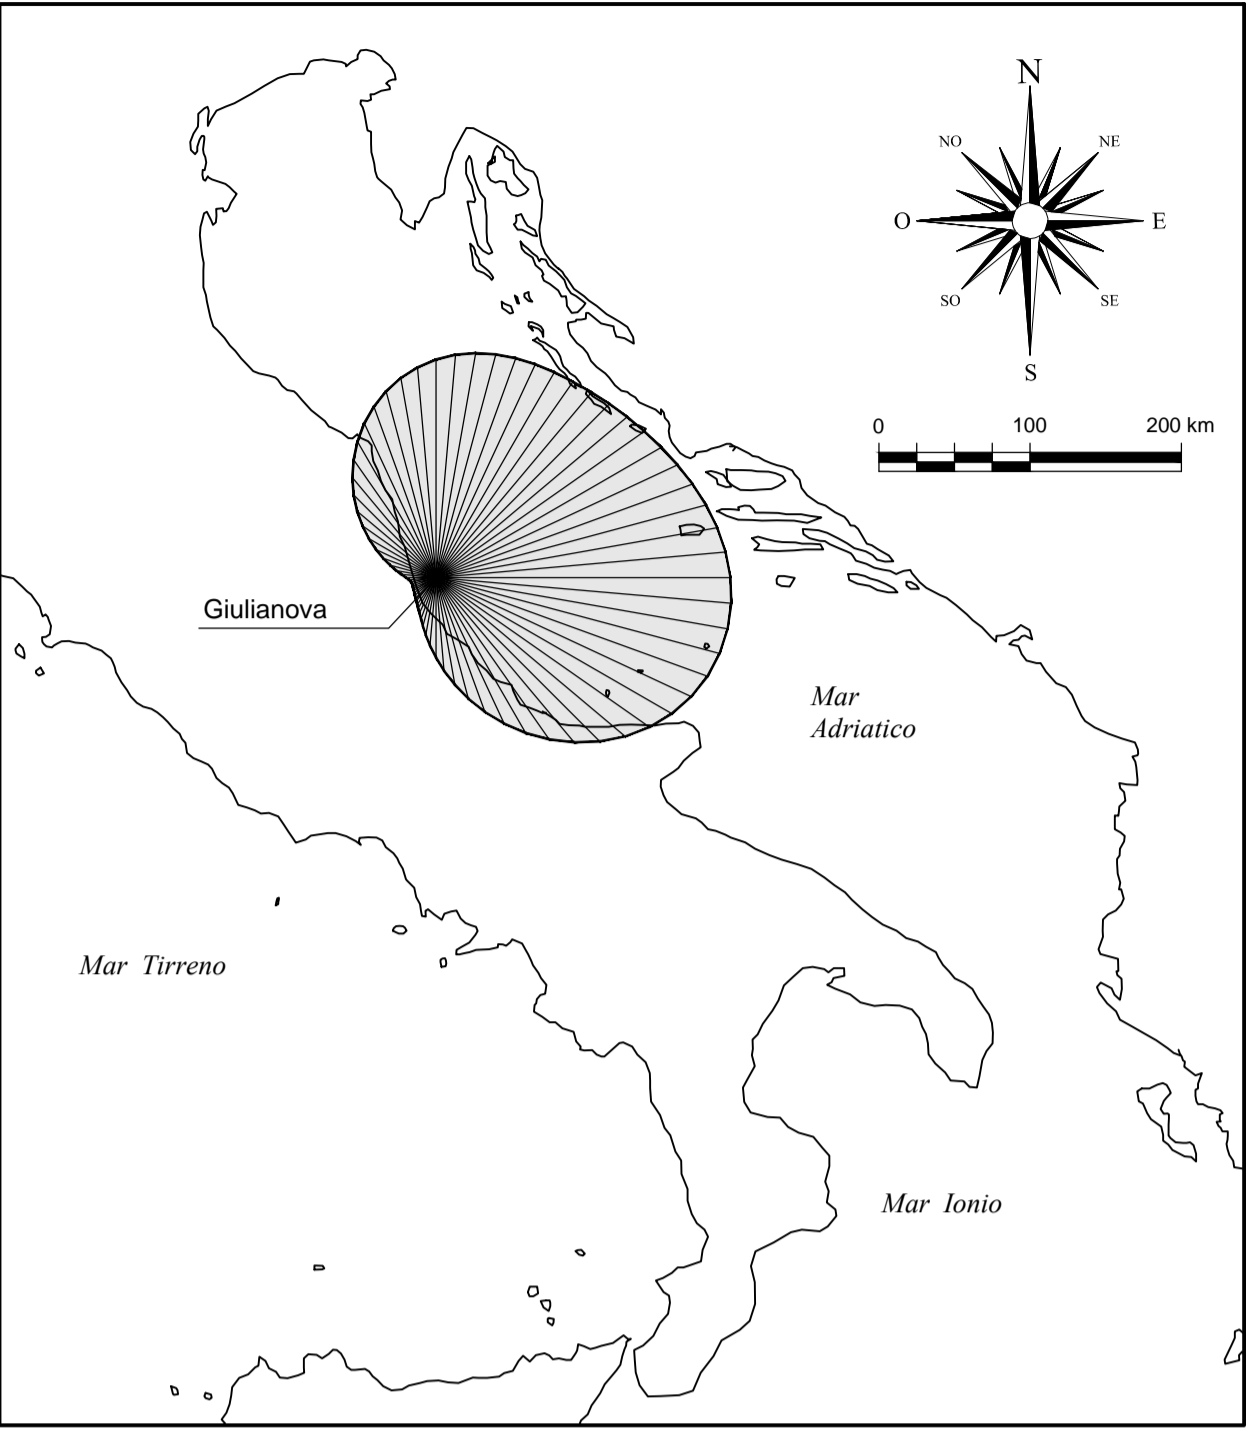 N
NO
NE
O
E
SO
SE
S
0 100 200 km
Giulianova
Mar
Adriatico
Mar Tirreno
Mar Ionio